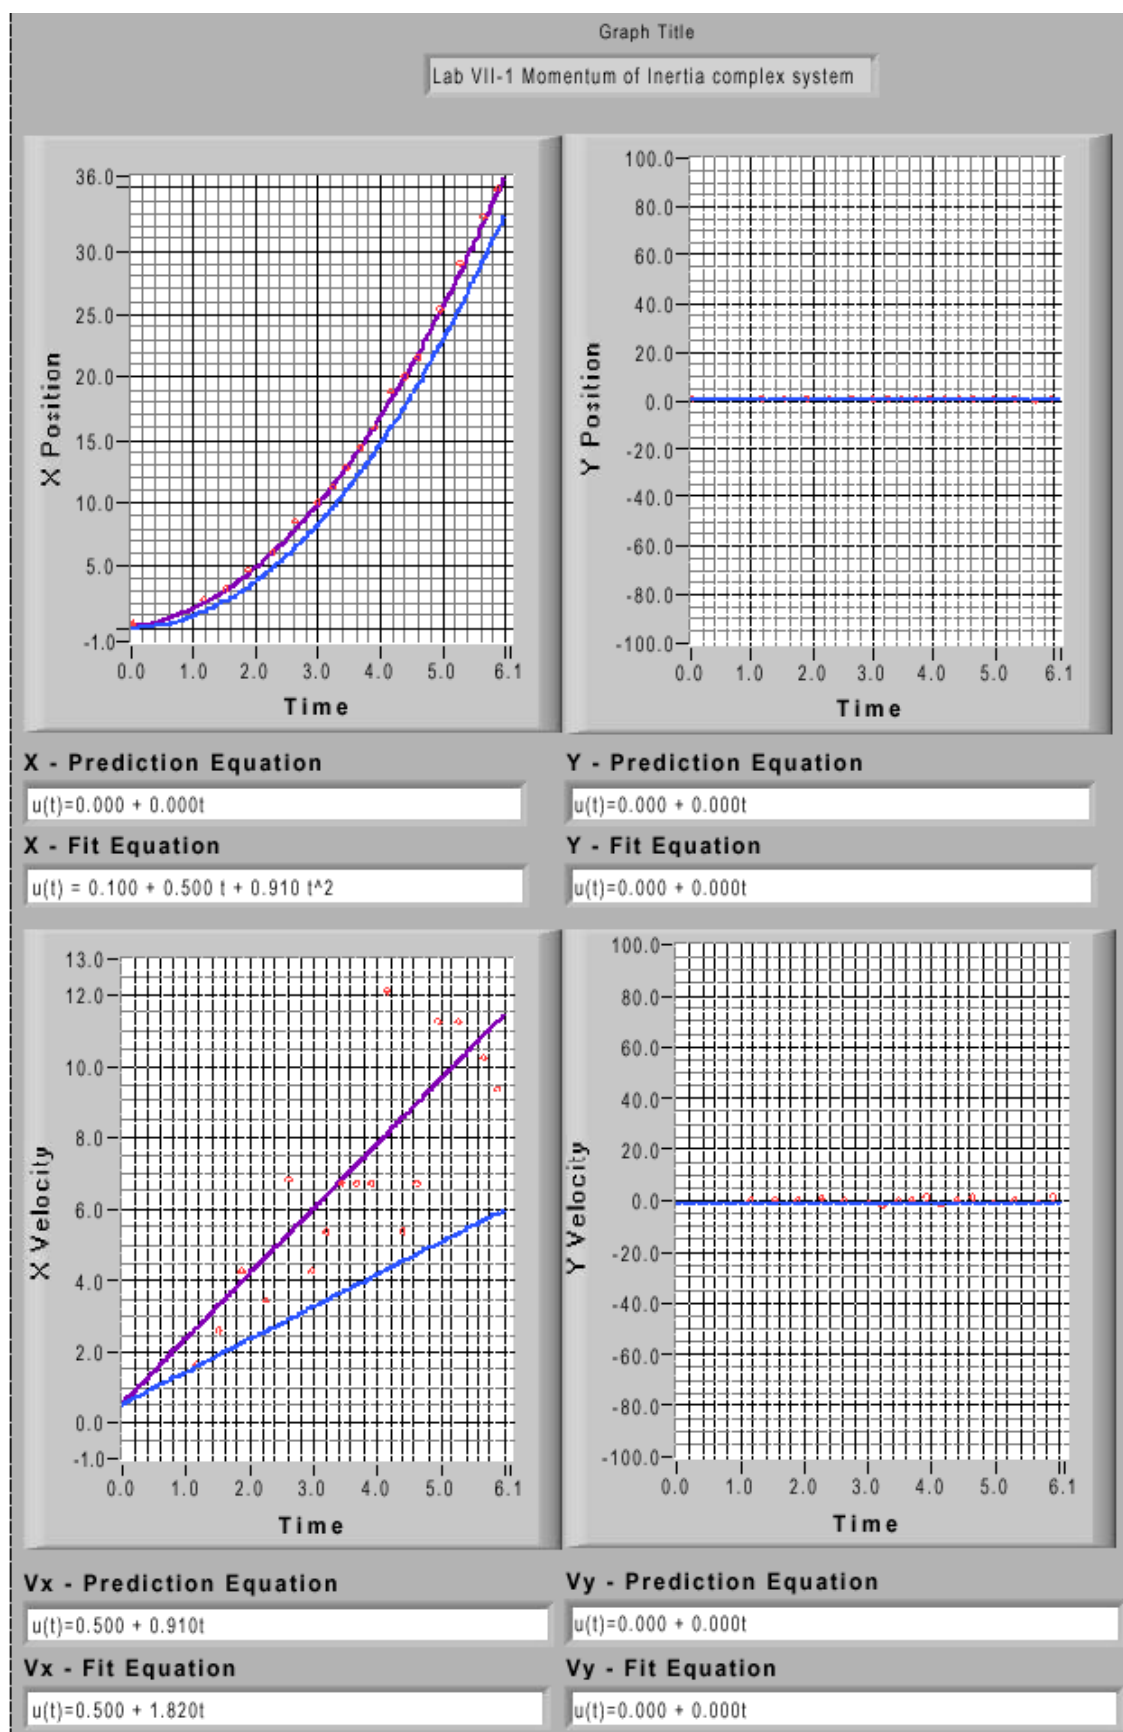 Graph Title
Lab VII-1 Momentum of Inertia complex system
36.0
30.0
25.0
20.0
15.0
10.0
5.0
-1.0
X Position
0.0 1.0 2.0 3.0 4.0 5.0 6.1
Time
100.0
80.0
60.0
40.0
20.0
0.0
-20.0
-40.0
-60.0
-80.0
-100.0
Y Position
0.0 1.0 2.0 3.0 4.0 5.0 6.1
Time
X - Prediction Equation
u(t)=0.000 + 0.000t
Y - Prediction Equation
u(t)=0.000 + 0.000t
X - Fit Equation
u(t) = 0.100 + 0.500 t + 0.910 t^2
Y - Fit Equation
u(t)=0.000 + 0.000t
13.0
12.0
10.0
8.0
6.0
4.0
2.0
0.0
-1.0
X Velocity
0.0 1.0 2.0 3.0 4.0 5.0 6.1
Time
100.0
80.0
60.0
40.0
20.0
0.0
-20.0
-40.0
-60.0
-80.0
-100.0
Y Velocity
0.0 1.0 2.0 3.0 4.0 5.0 6.1
Time
Vx - Prediction Equation
u(t)=0.500 + 0.910t
Vy - Prediction Equation
u(t)=0.000 + 0.000t
Vx - Fit Equation
u(t)=0.500 + 1.820t
Vy - Fit Equation
u(t)=0.000 + 0.000t